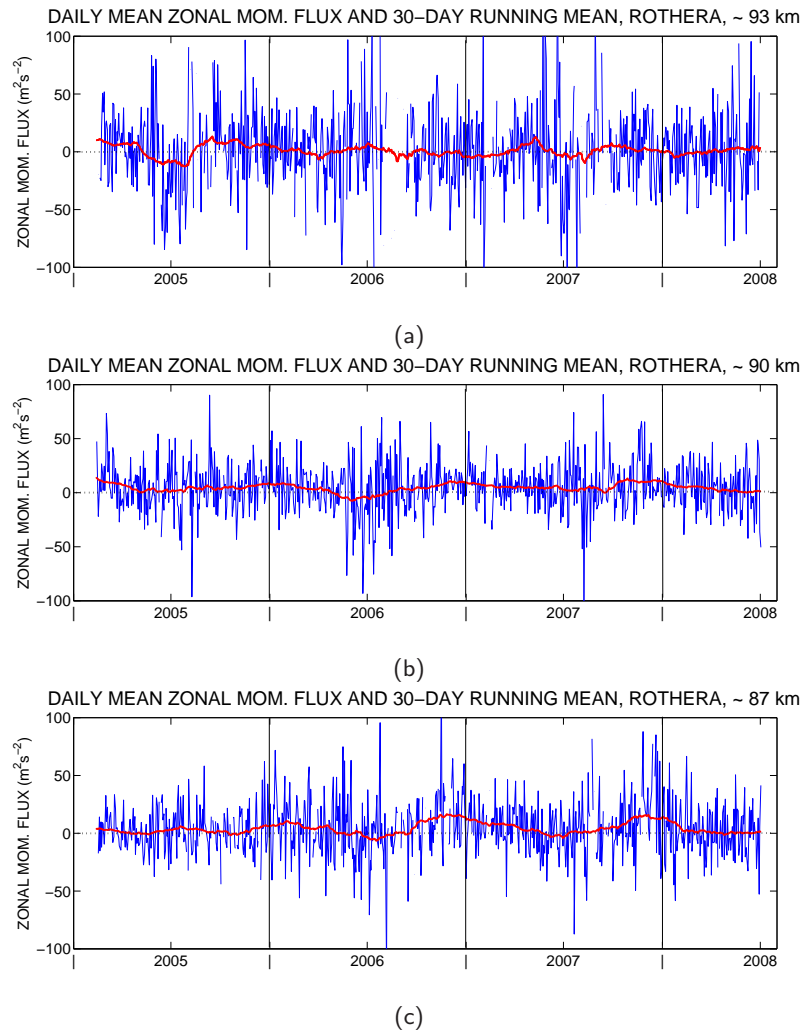 DAILY MEAN ZONAL MOM. FLUX AND 30−DAY RUNNING MEAN, ROTHERA, ~ 93 km
ZONAL MOM. FLUX (m²s⁻²)
100
50
0
−50
−100
2005 2006 2007 2008
(a)
DAILY MEAN ZONAL MOM. FLUX AND 30−DAY RUNNING MEAN, ROTHERA, ~ 90 km
ZONAL MOM. FLUX (m²s⁻²)
100
50
0
−50
−100
2005 2006 2007 2008
(b)
DAILY MEAN ZONAL MOM. FLUX AND 30−DAY RUNNING MEAN, ROTHERA, ~ 87 km
ZONAL MOM. FLUX (m²s⁻²)
100
50
0
−50
−100
2005 2006 2007 2008
(c)